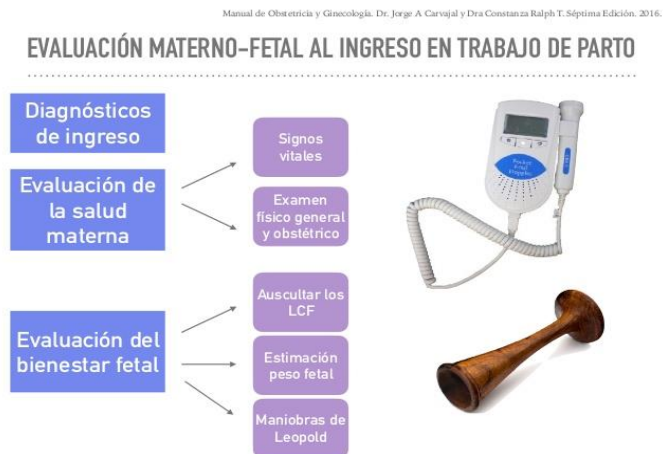 Manual de Obstetricia y Ginecología. Dr. Jorge A Carvajal y Dra Constanza Ralph T. Séptima Edición. 2016.
EVALUACIÓN MATERNO-FETAL AL INGRESO EN TRABAJO DE PARTO
Diagnósticos
de ingreso
Evaluación de
la salud
materna
Signos
vitales
Examen
físico general
y obstétrico
Evaluación del
bienestar fetal
Auscultar los
LCF
Estimación
peso fetal
Maniobras de
Leopold